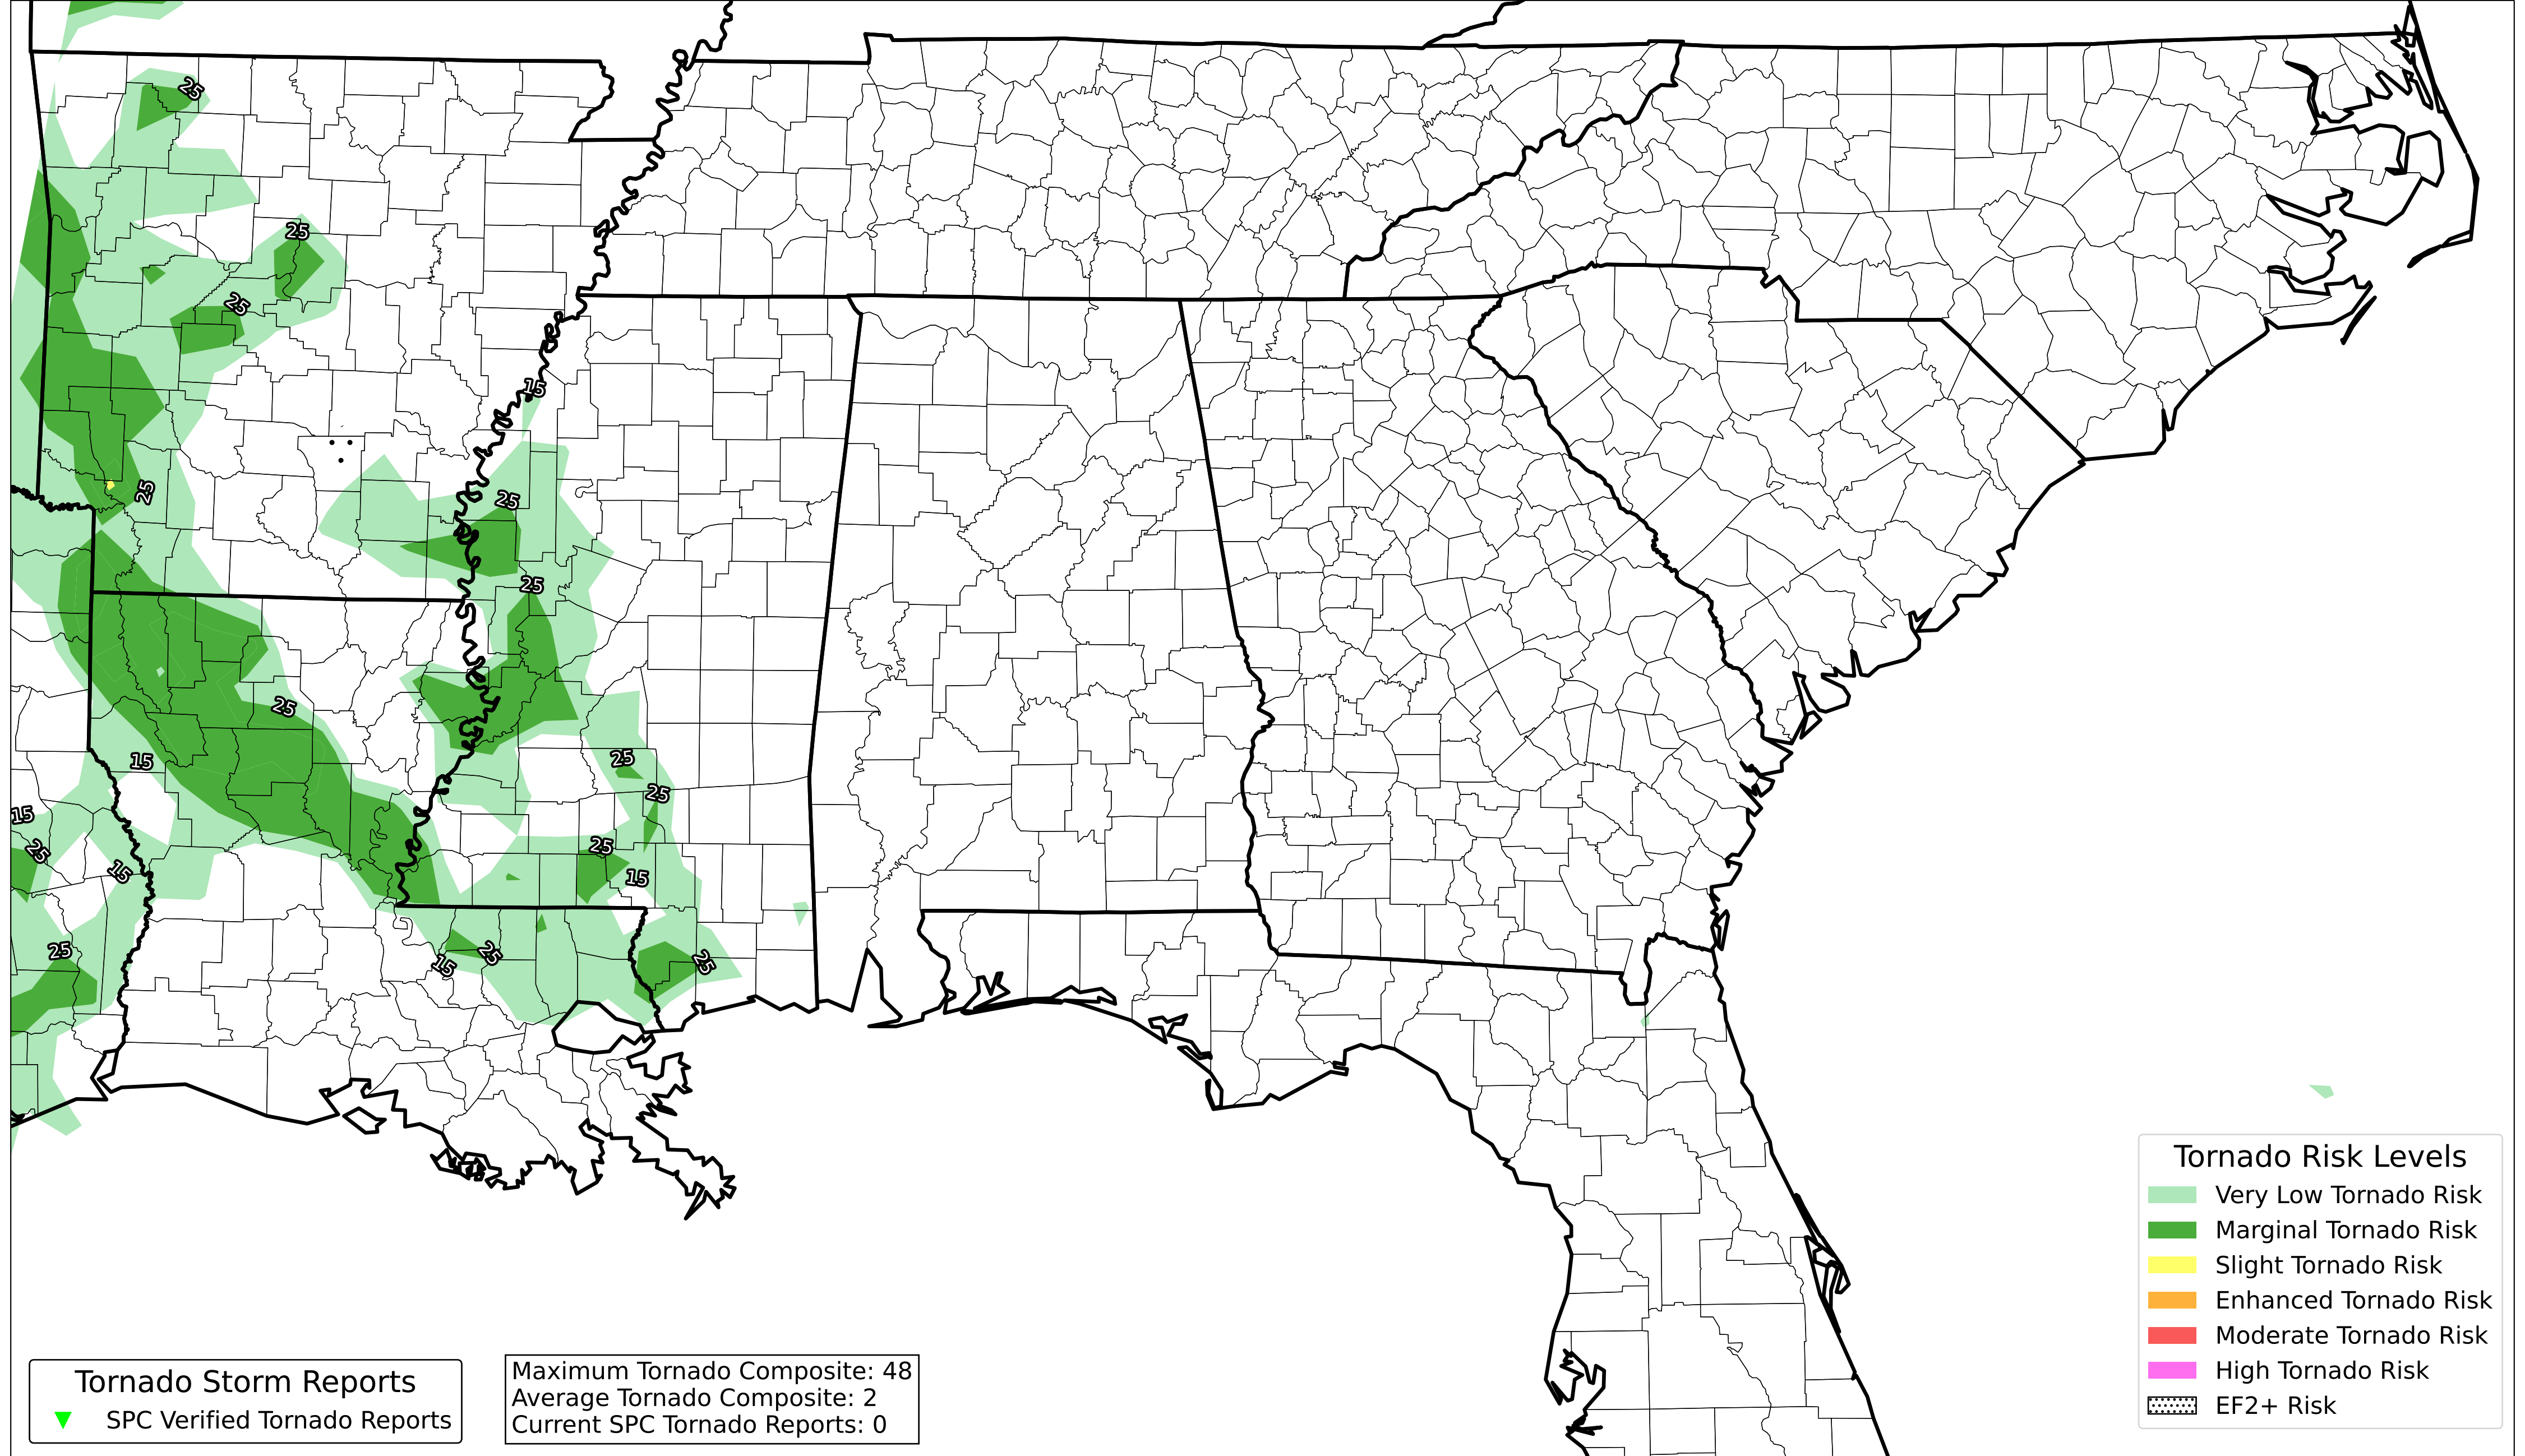 25
25
25
15
25
25
25
25
15
25
15
25
25
25
15
15
25
25
15
25
Tornado Risk Levels
Very Low Tornado Risk
Marginal Tornado Risk
Slight Tornado Risk
Enhanced Tornado Risk
Moderate Tornado Risk
High Tornado Risk
EF2+ Risk
Tornado Storm Reports
SPC Verified Tornado Reports
Maximum Tornado Composite: 48
Average Tornado Composite: 2
Current SPC Tornado Reports: 0